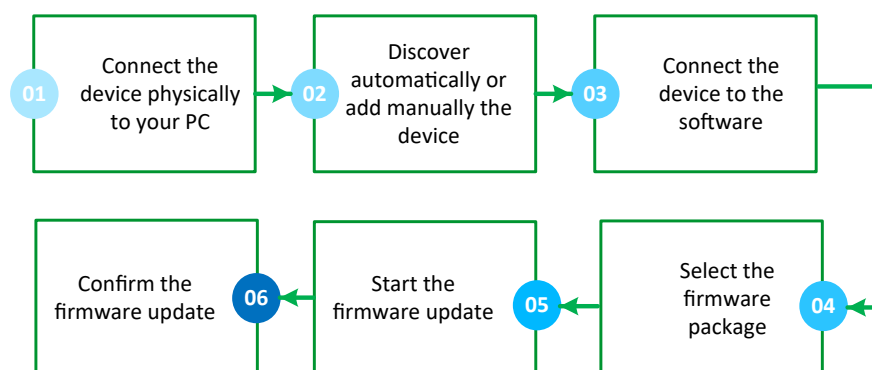 01
Connect the
device physically
to your PC
02
Discover
automatically or
add manually the
device
03
Connect the
device to the
software
04
Select the
firmware
package
05
Start the
firmware update
06
Confirm the
firmware update